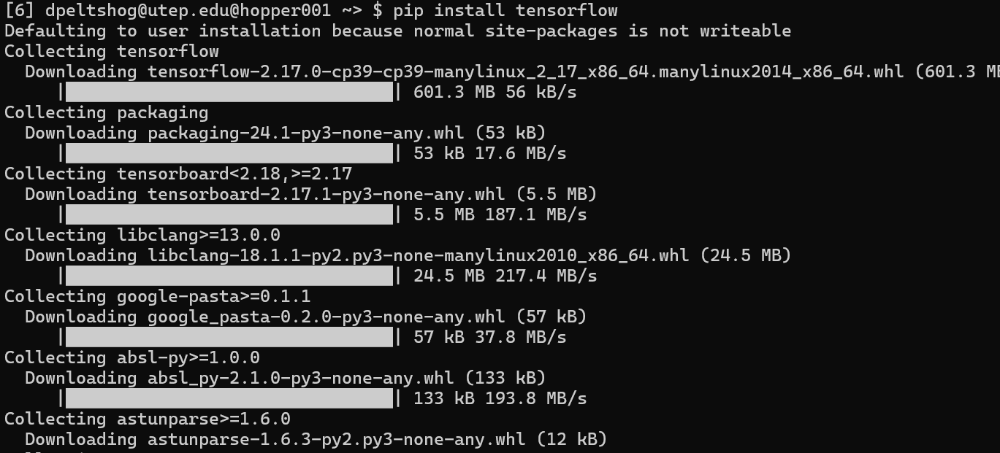 [6] dpeltshog@utep.edu@hopper001 ~> $ pip install tensorflow
Defaulting to user installation because normal site-packages is not writeable
Collecting tensorflow
  Downloading tensorflow-2.17.0-cp39-cp39-manylinux_2_17_x86_64.manylinux2014_x86_64.whl (601.3 M
     |████████████████████████████████| 601.3 MB 56 kB/s
Collecting packaging
  Downloading packaging-24.1-py3-none-any.whl (53 kB)
     |████████████████████████████████| 53 kB 17.6 MB/s
Collecting tensorboard<2.18,>=2.17
  Downloading tensorboard-2.17.1-py3-none-any.whl (5.5 MB)
     |████████████████████████████████| 5.5 MB 187.1 MB/s
Collecting libclang>=13.0.0
  Downloading libclang-18.1.1-py2.py3-none-manylinux2010_x86_64.whl (24.5 MB)
     |████████████████████████████████| 24.5 MB 217.4 MB/s
Collecting google-pasta>=0.1.1
  Downloading google_pasta-0.2.0-py3-none-any.whl (57 kB)
     |████████████████████████████████| 57 kB 37.8 MB/s
Collecting absl-py>=1.0.0
  Downloading absl_py-2.1.0-py3-none-any.whl (133 kB)
     |████████████████████████████████| 133 kB 193.8 MB/s
Collecting astunparse>=1.6.0
  Downloading astunparse-1.6.3-py2.py3-none-any.whl (12 kB)